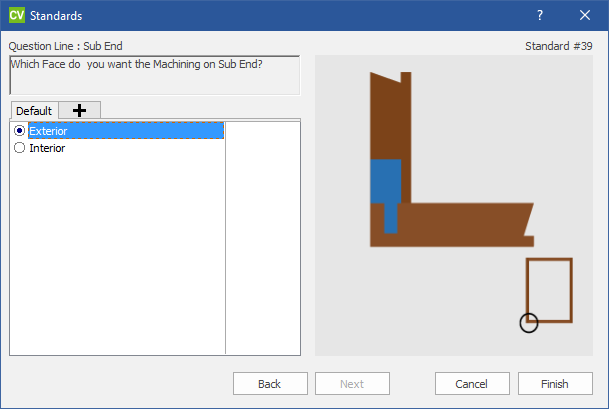 CV Standards
Question Line : Sub End
Standard #39
Which Face do  you want the Machining on Sub End?
Default
Exterior
Interior
Back
Next
Cancel
Finish